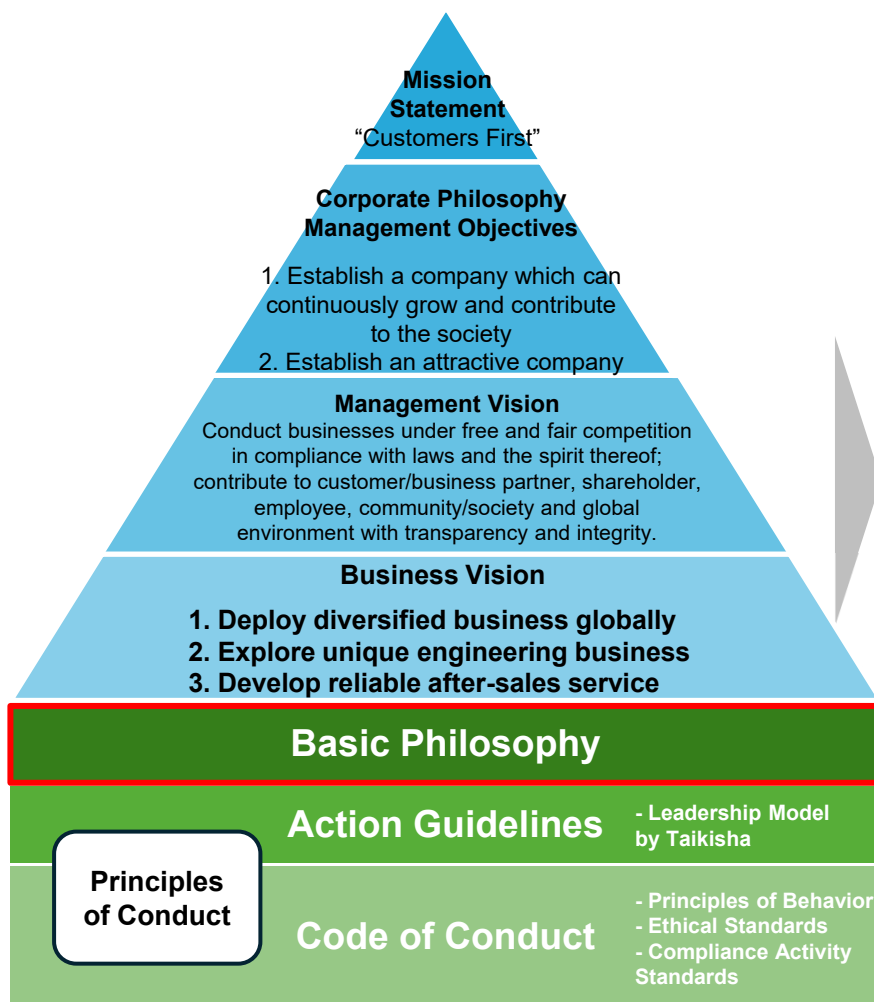 Mission
Statement
“Customers First”
Corporate Philosophy
Management Objectives
1. Establish a company which can
continuously grow and contribute
to the society
2. Establish an attractive company
Management Vision
Conduct businesses under free and fair competition
in compliance with laws and the spirit thereof;
contribute to customer/business partner, shareholder,
employee, community/society and global
environment with transparency and integrity.
Business Vision
1. Deploy diversified business globally
2. Explore unique engineering business
3. Develop reliable after-sales service
Basic Philosophy
Action Guidelines
- Leadership Model
by Taikisha
Principles
of Conduct
Code of Conduct
- Principles of Behavior
- Ethical Standards
- Compliance Activity
Standards